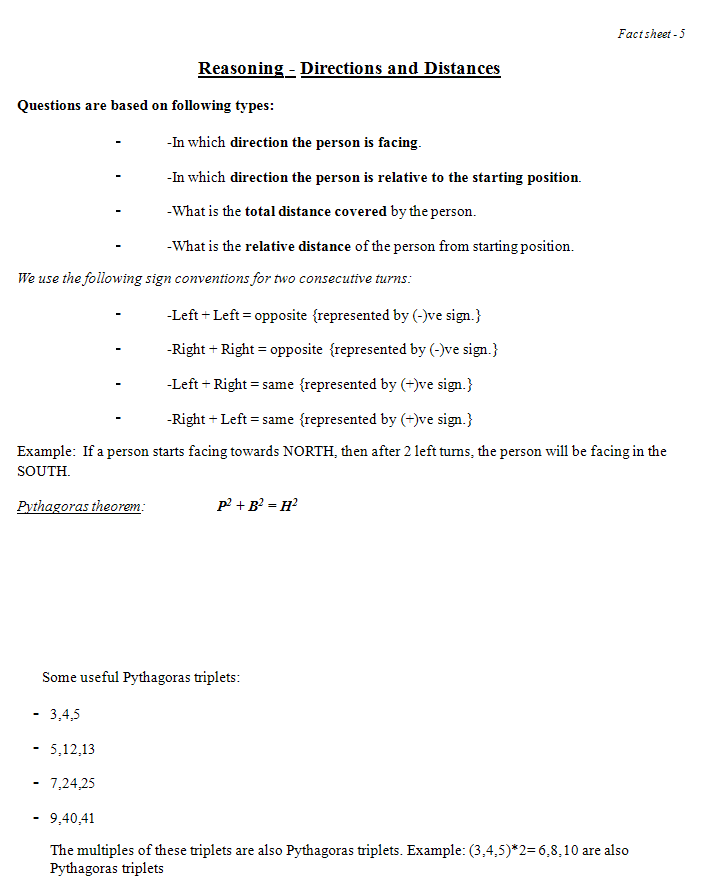 Fact sheet - 5
Reasoning - Directions and Distances
Questions are based on following types:
- -In which direction the person is facing.
- -In which direction the person is relative to the starting position.
- -What is the total distance covered by the person.
- -What is the relative distance of the person from starting position.
We use the following sign conventions for two consecutive turns:
- -Left + Left = opposite {represented by (-)ve sign.}
- -Right + Right = opposite {represented by (-)ve sign.}
- -Left + Right = same {represented by (+)ve sign.}
- -Right + Left = same {represented by (+)ve sign.}
Example: If a person starts facing towards NORTH, then after 2 left turns, the person will be facing in the
SOUTH.
Pythagoras theorem: P² + B² = H²
Some useful Pythagoras triplets:
- 3,4,5
- 5,12,13
- 7,24,25
- 9,40,41
The multiples of these triplets are also Pythagoras triplets. Example: (3,4,5)*2= 6,8,10 are also
Pythagoras triplets